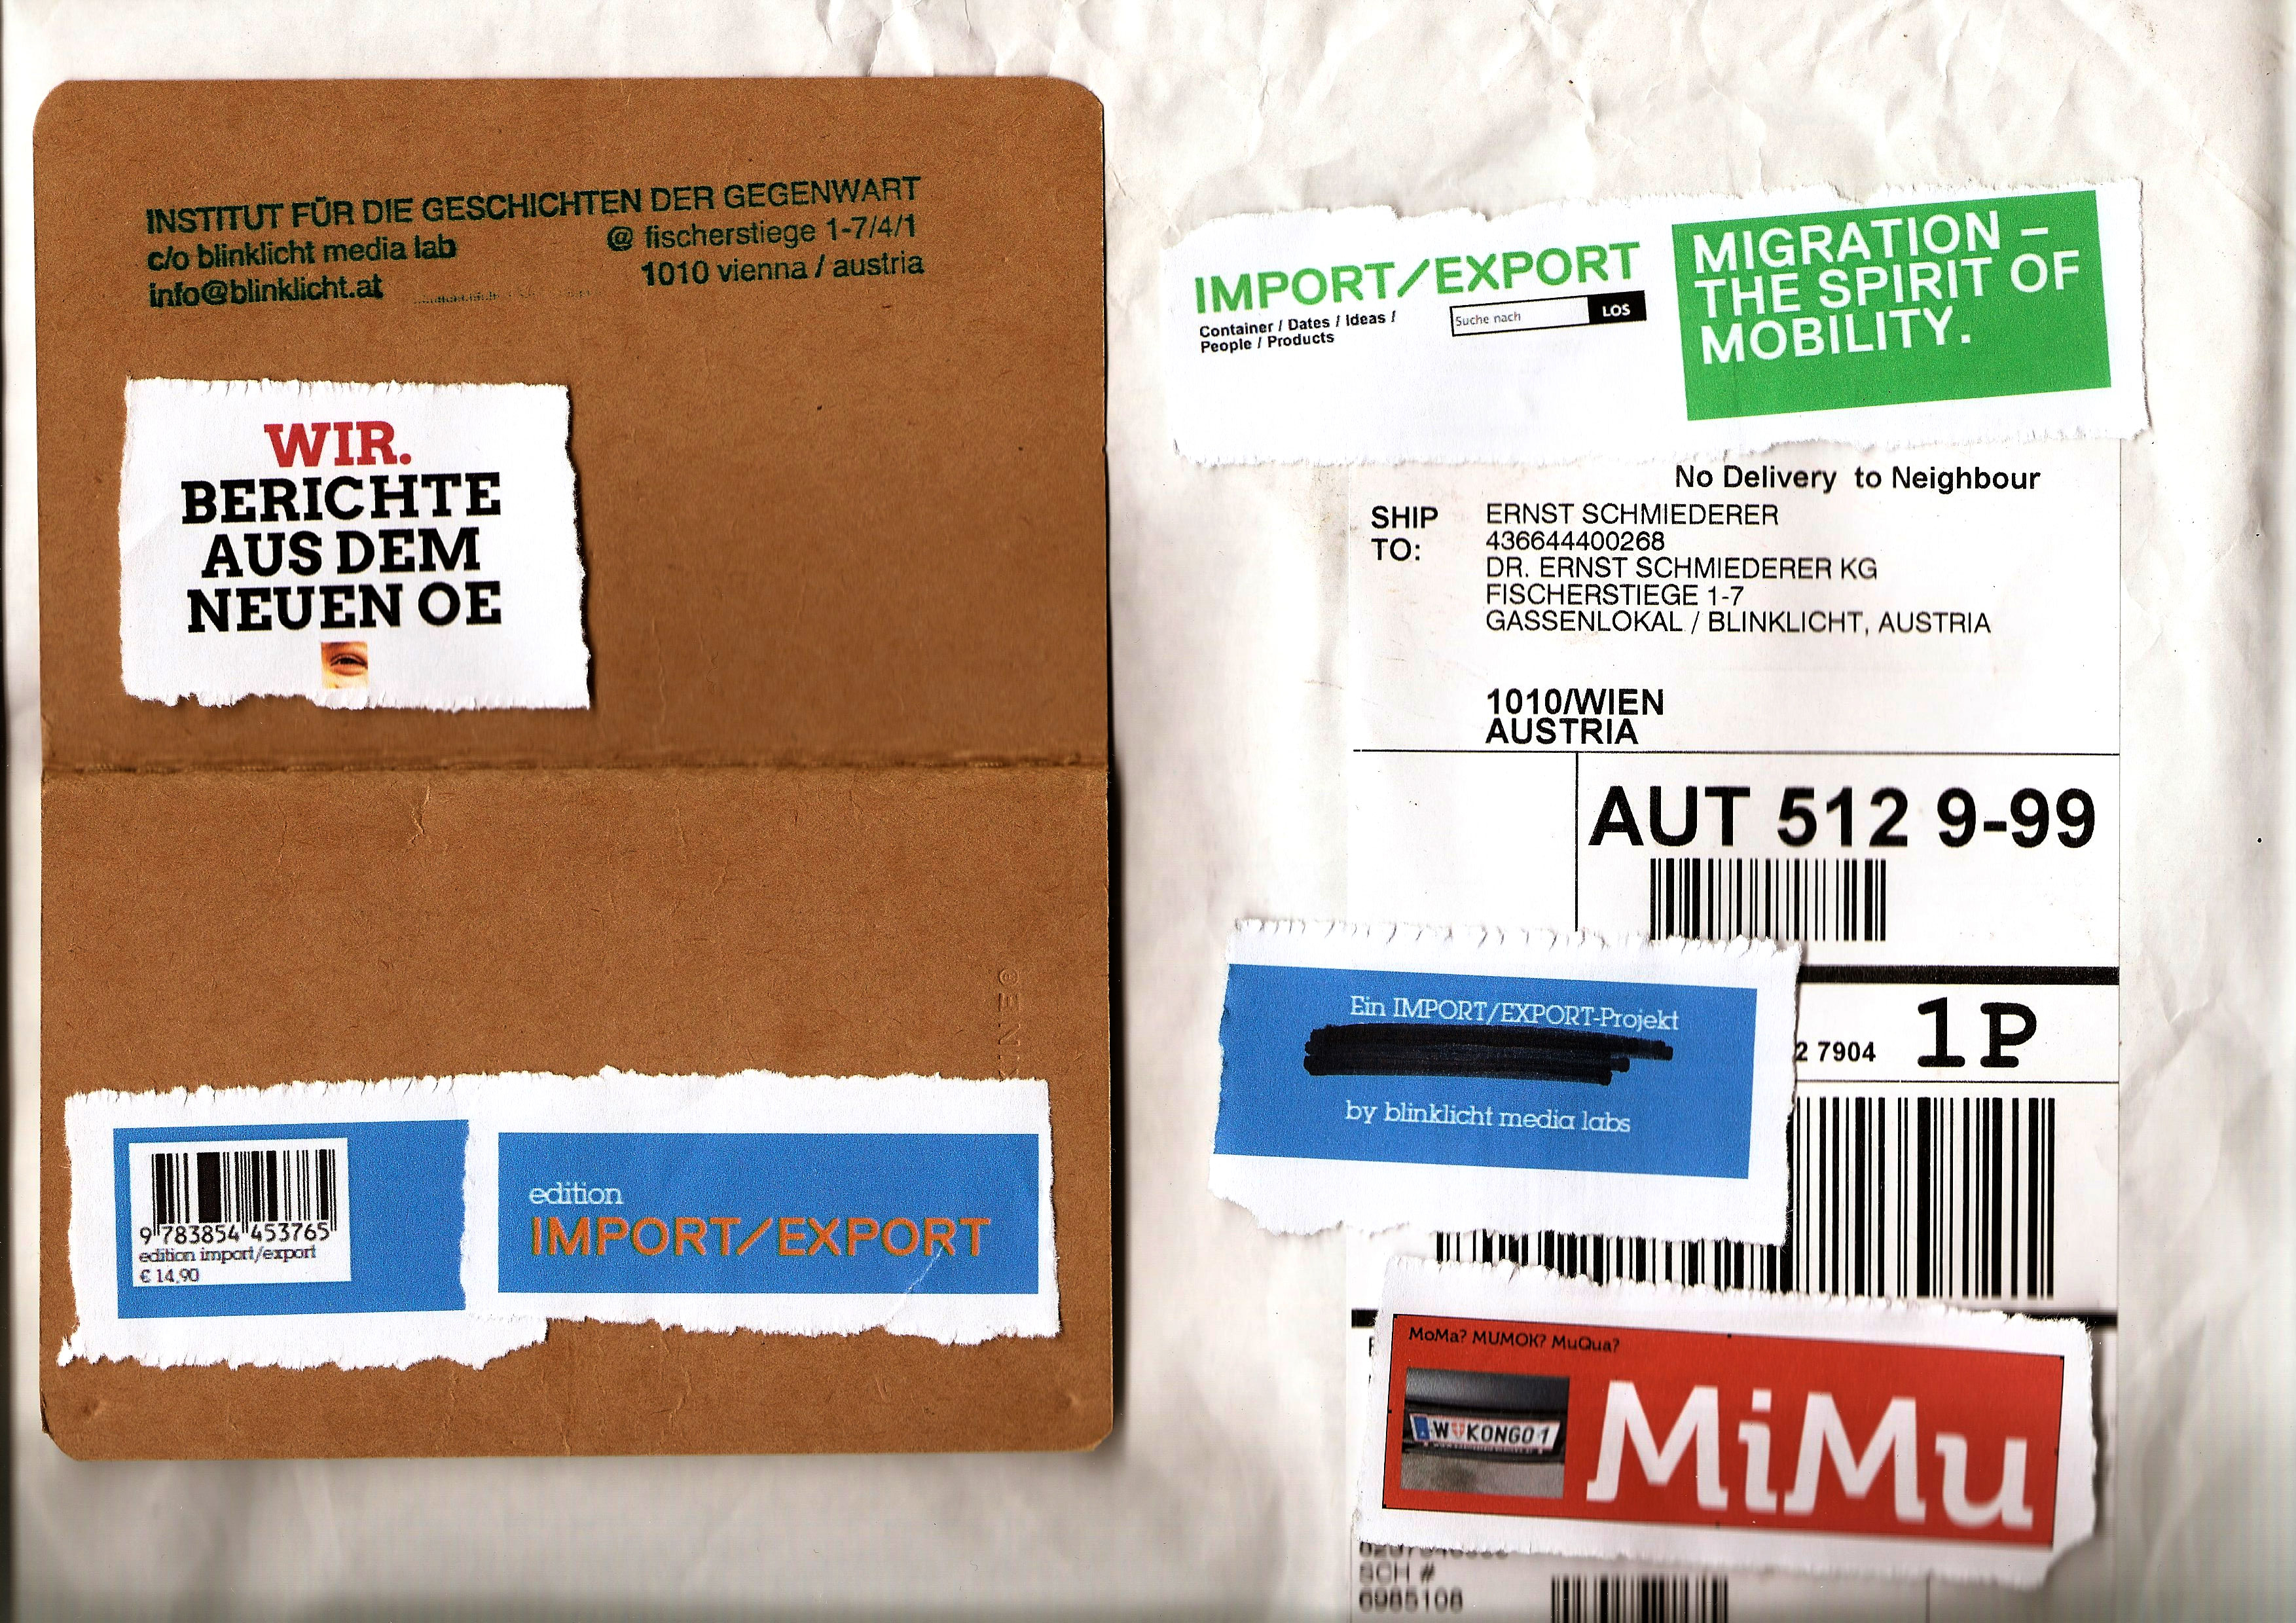 INSTITUT FÜR DIE GESCHICHTEN DER GEGENWART
c/o blinklicht media lab @ fischerstiege 1-7/4/1
info@blinklicht.at 1010 vienna / austria
WIR.
BERICHTE
AUS DEM
NEUEN OE
9 783854 453765
edition import/export
€ 14,90
edition
IMPORT/EXPORT
IMPORT/EXPORT
Container / Dates / Ideas /
People / Products
Suche nach LOS
MIGRATION –
THE SPIRIT OF
MOBILITY.
No Delivery to Neighbour
SHIP TO:
ERNST SCHMIEDERER
436644400268
DR. ERNST SCHMIEDERER KG
FISCHERSTIEGE 1-7
GASSENLOKAL / BLINKLICHT, AUSTRIA
1010/WIEN
AUSTRIA
AUT 512 9-99
Ein IMPORT/EXPORT-Projekt
by blinklicht media labs
2 7904 1P
MoMa? MUMOK? MuQua?
W KONGO 1
MiMu
SCH #
6985108